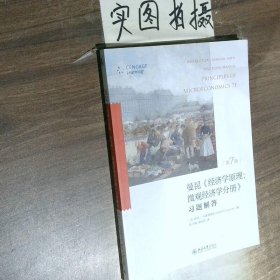 实图拍摄
CENGAGE
PRINCIPLES OF
MICROECONOMICS 7E
第7版
曼昆《经济学原理:
微观经济学分册》
习题解答
北京大学出版社